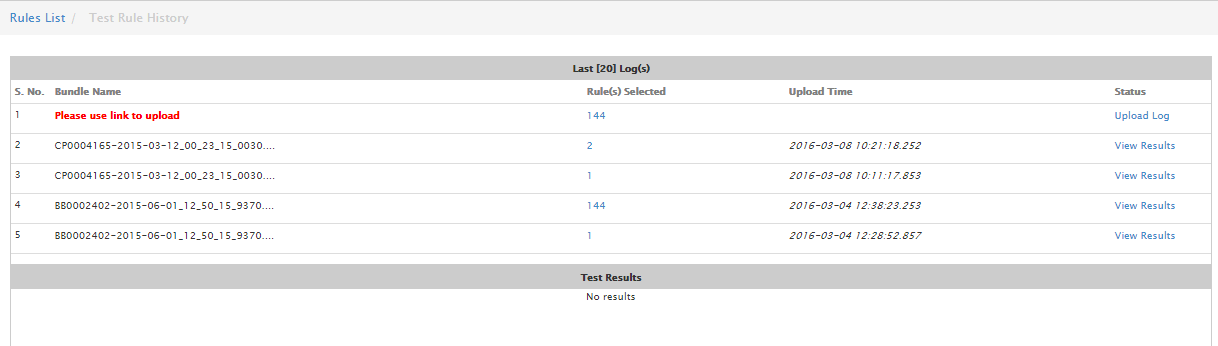 Rules List / Test Rule History
Last [20] Log(s)
S. No. Bundle Name Rule(s) Selected Upload Time Status
1 Please use link to upload 144 Upload Log
2 CP0004165-2015-03-12_00_23_15_0030.... 2 2016-03-08 10:21:18.252 View Results
3 CP0004165-2015-03-12_00_23_15_0030.... 1 2016-03-08 10:11:17.853 View Results
4 BB0002402-2015-06-01_12_50_15_9370.... 144 2016-03-04 12:38:23.253 View Results
5 BB0002402-2015-06-01_12_50_15_9370.... 1 2016-03-04 12:28:52.857 View Results
Test Results
No results